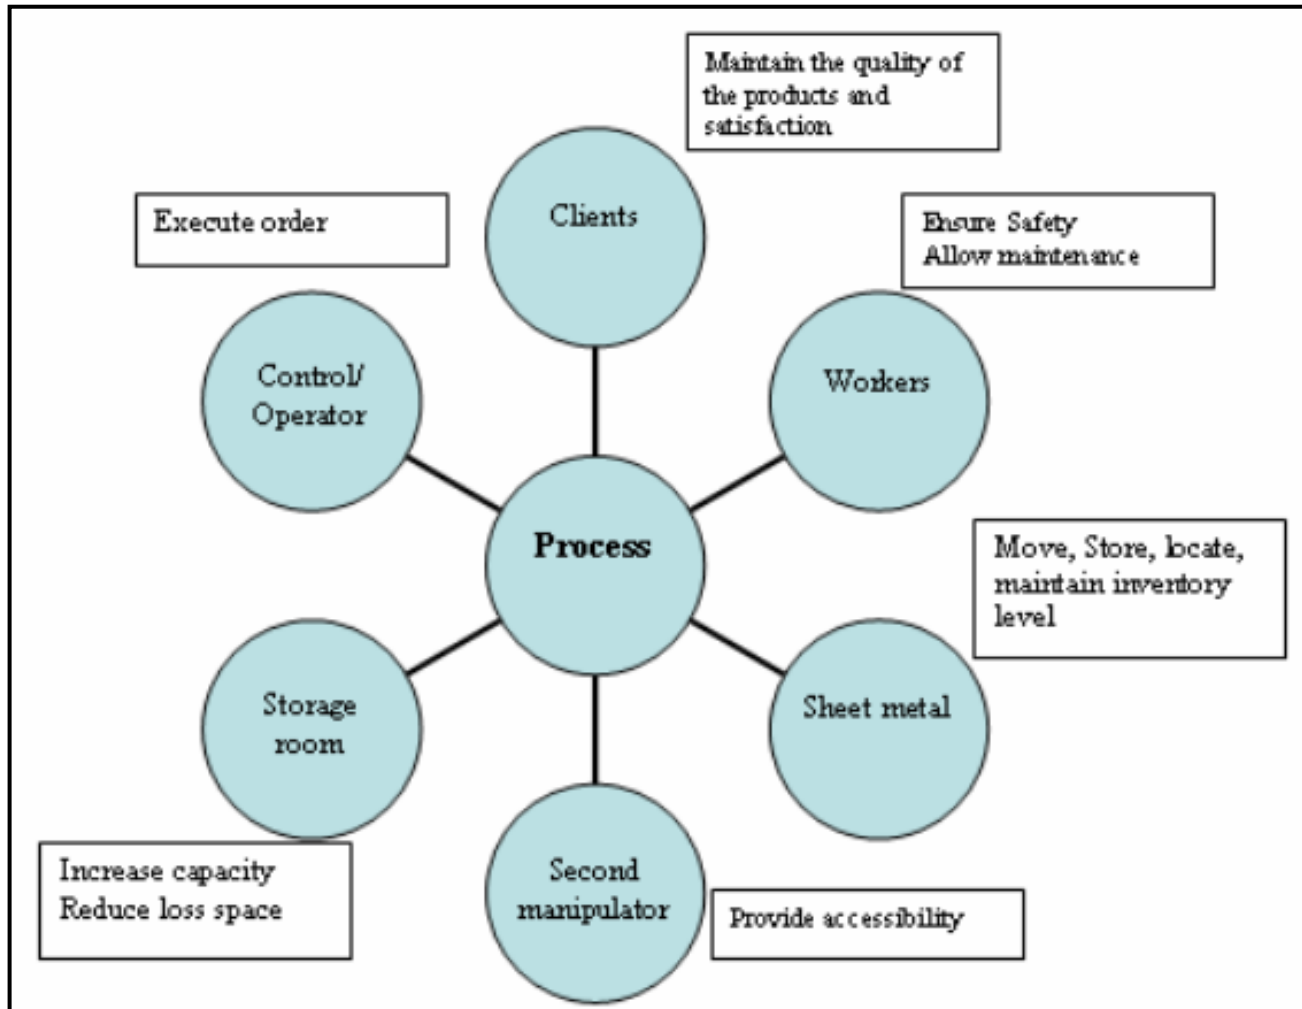 Maintain the quality of
the products and
satisfaction
Clients
Execute order
Ensure Safety
Allow maintenance
Control/
Operator
Workers
Process
Move, Store, locate,
maintain inventory
level
Storage
room
Sheet metal
Increase capacity
Reduce loss space
Second
manipulator
Provide accessibility